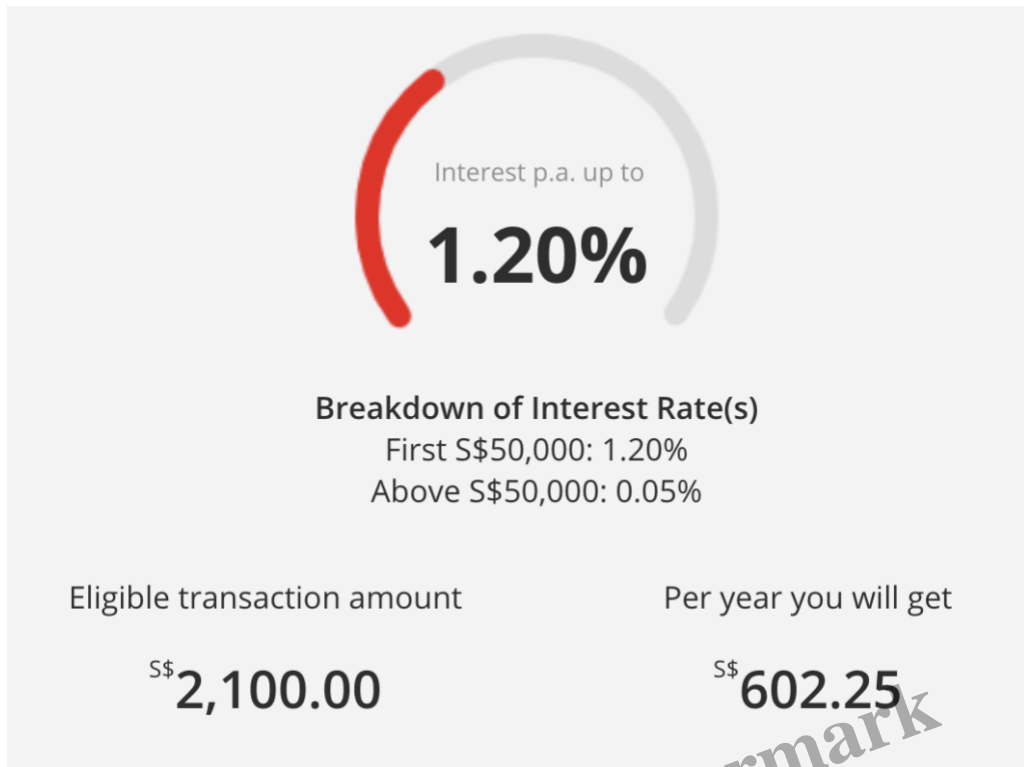 Interest p.a. up to
1.20%
Breakdown of Interest Rate(s)
First S$50,000: 1.20%
Above S$50,000: 0.05%
Eligible transaction amount
Per year you will get
S$2,100.00
S$602.25